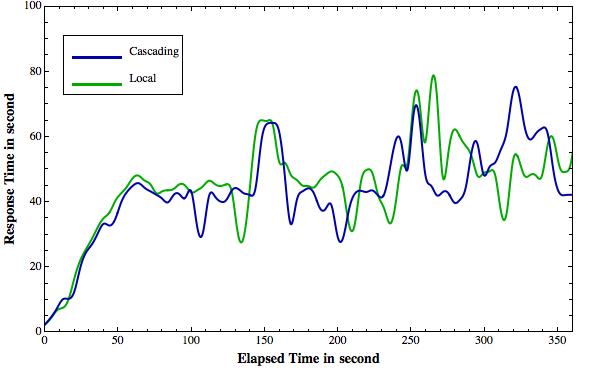 100
80
60
40
20
0
Response Time in second
Cascading
Local
0 50 100 150 200 250 300 350
Elapsed Time in second